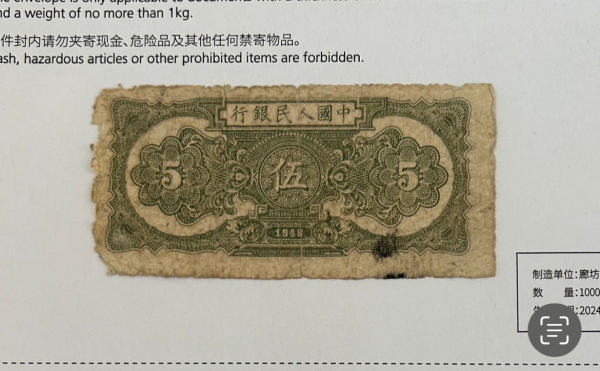 and a weight of no more than 1kg.
件封内请勿夹寄现金、危险品及其他任何禁寄物品。
ash, hazardous articles or other prohibited items are forbidden.
行銀民人國中
5 伍 5
1948
制造单位:廊坊
数 量:1000